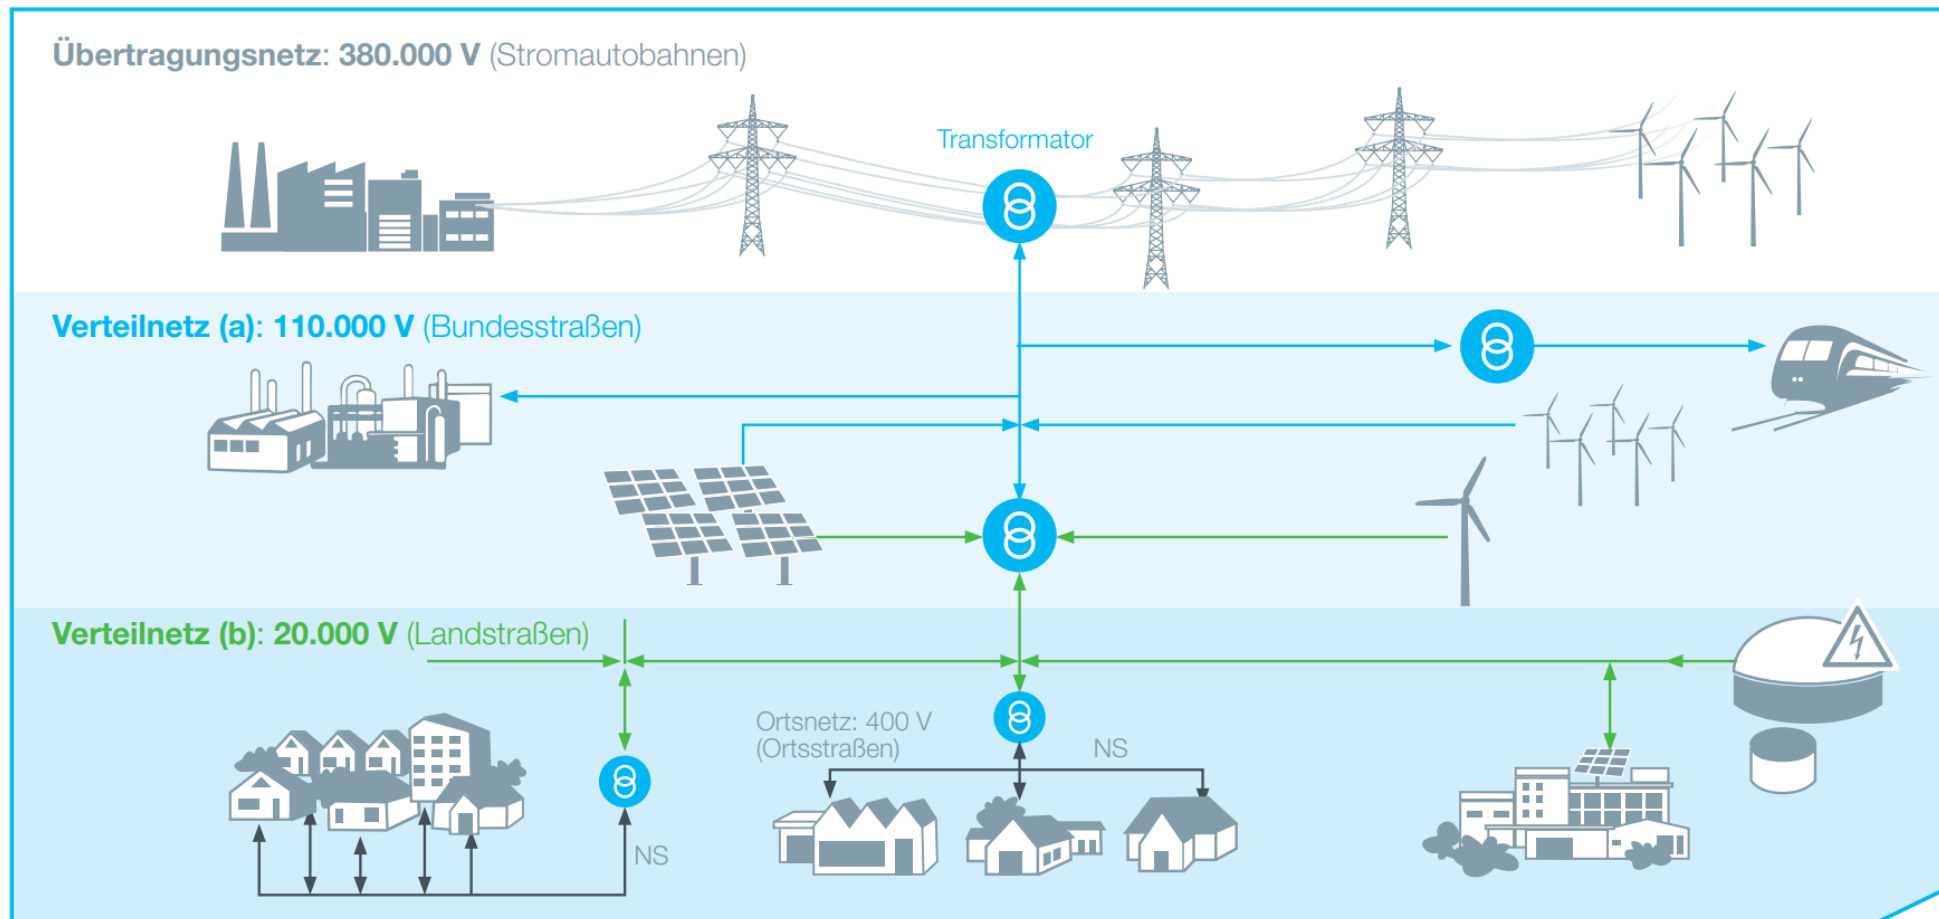 Übertragungsnetz: 380.000 V (Stromautobahnen)
Transformator
Verteilnetz (a): 110.000 V (Bundesstraßen)
Verteilnetz (b): 20.000 V (Landstraßen)
Ortsnetz: 400 V
(Ortsstraßen)
NS
NS